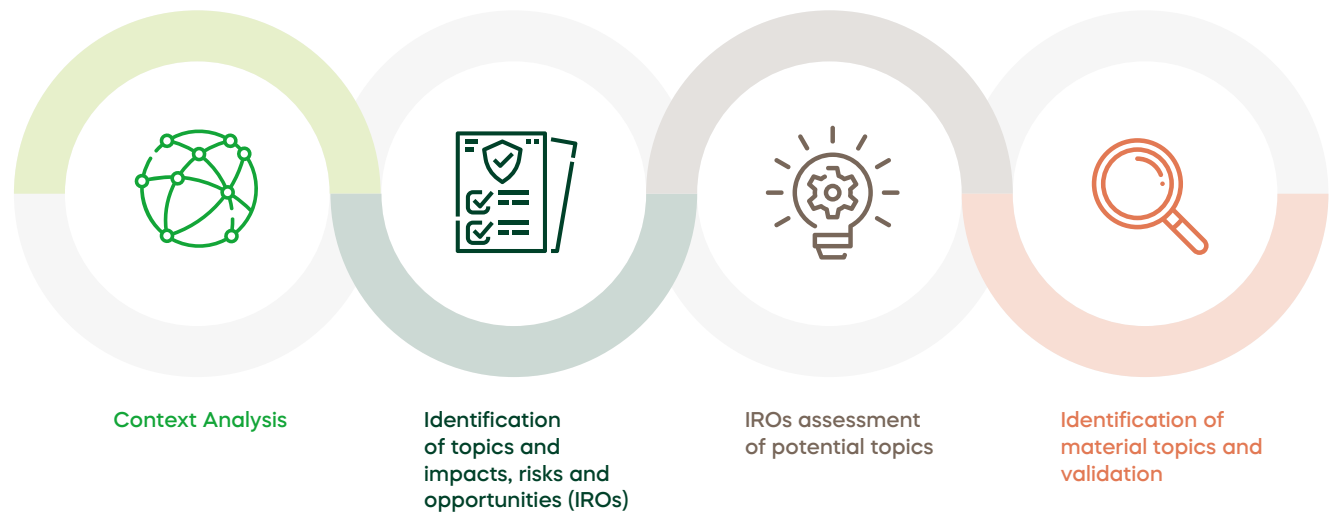 Context Analysis
Identification
of topics and
impacts, risks and
opportunities (IROs)
IROs assessment
of potential topics
Identification of
material topics and
validation